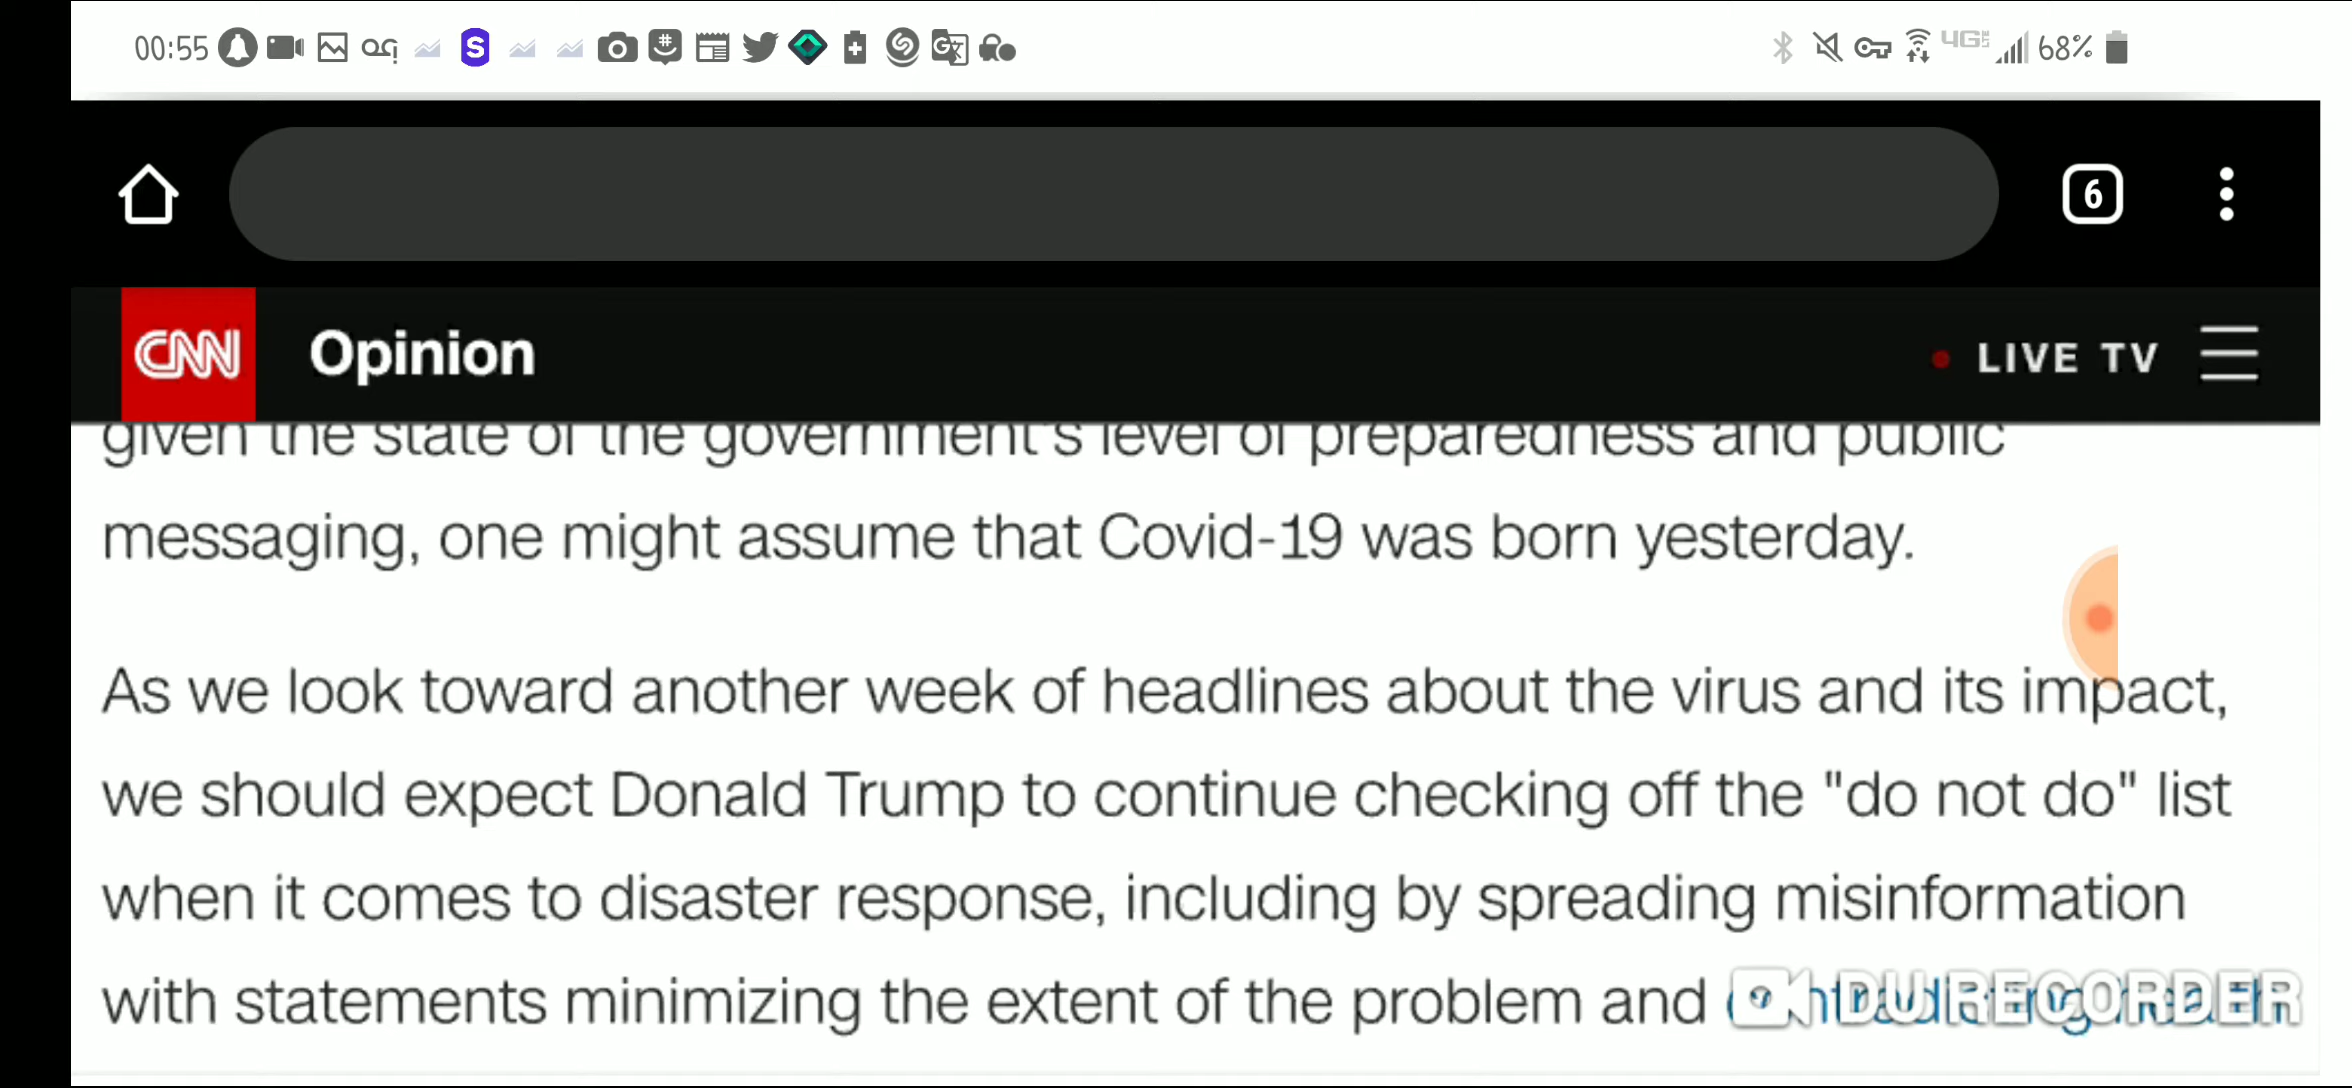 00:55 S 4GE 68%
6
CNN Opinion LIVE TV
given the state of the government's level of preparedness and public
messaging, one might assume that Covid-19 was born yesterday.
As we look toward another week of headlines about the virus and its impact,
we should expect Donald Trump to continue checking off the "do not do" list
when it comes to disaster response, including by spreading misinformation
with statements minimizing the extent of the problem and contradicting health
DU RECORDER